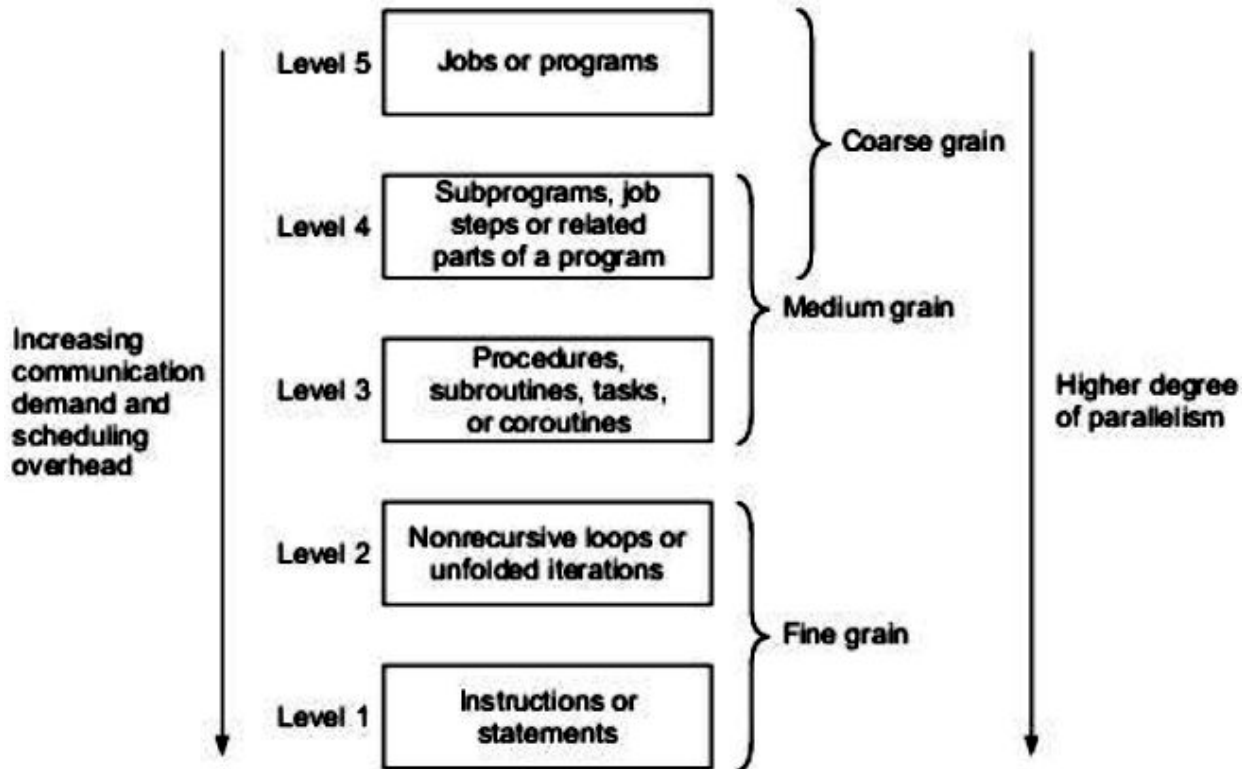 Level 5
Jobs or programs
Coarse grain
Level 4
Subprograms, job
steps or related
parts of a program
Medium grain
Increasing
communication
demand and
scheduling
overhead
Level 3
Procedures,
subroutines, tasks,
or coroutines
Higher degree
of parallelism
Level 2
Nonrecursive loops or
unfolded iterations
Fine grain
Level 1
Instructions or
statements